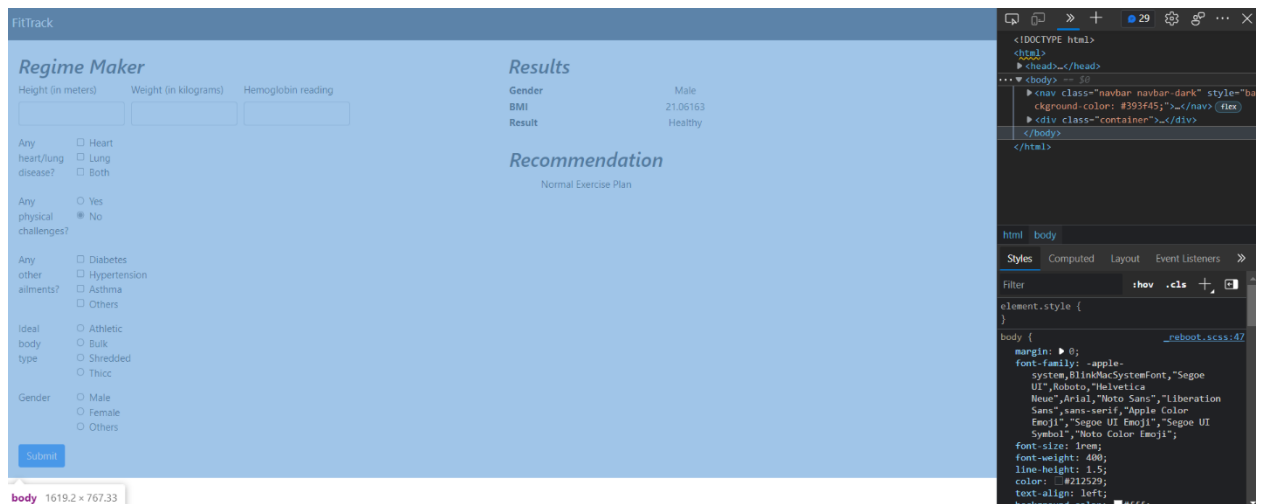 FitTrack
Regime Maker
Height (in meters) Weight (in kilograms) Hemoglobin reading
Any
heart/lung
disease?
Heart
Lung
Both
Any
physical
challenges?
Yes
No
Any
other
ailments?
Diabetes
Hypertension
Asthma
Others
Ideal
body
type
Athletic
Bulk
Shredded
Thicc
Gender
Male
Female
Others
Submit
body 1619.2 × 767.33
Results
Gender Male
BMI 21.06163
Result Healthy
Recommendation
Normal Exercise Plan
29
<!DOCTYPE html>
<html>
<head>…</head>
<body> == $0
<nav class="navbar navbar-dark" style="ba
ckground-color: #393f45;">…</nav> flex
<div class="container">…</div>
</body>
</html>
html body
Styles Computed Layout Event Listeners
Filter :hov .cls
element.style {
}
body { _reboot.scss:47
margin: 0;
font-family: -apple-
system,BlinkMacSystemFont,"Segoe
UI",Roboto,"Helvetica
Neue",Arial,"Noto Sans","Liberation
Sans",sans-serif,"Apple Color
Emoji","Segoe UI Emoji","Segoe UI
Symbol","Noto Color Emoji";
font-size: 1rem;
font-weight: 400;
line-height: 1.5;
color: #212529;
text-align: left;